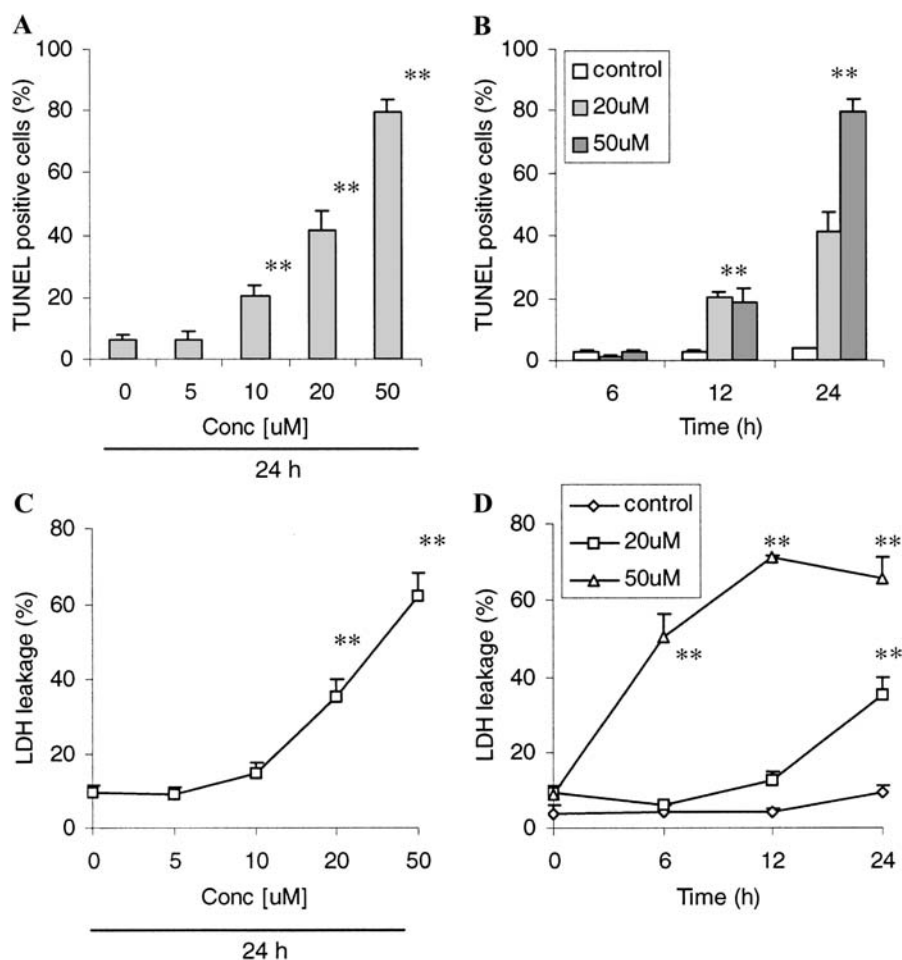 A
TUNEL positive cells (%)
100
80
60
40
20
0
**
**
**
0 5 10 20 50
Conc [uM]
24 h
B
TUNEL positive cells (%)
100
80
60
40
20
0
control
20uM
50uM
**
**
6 12 24
Time (h)
C
LDH leakage (%)
80
60
40
20
0
**
**
0 5 10 20 50
Conc [uM]
24 h
D
LDH leakage (%)
80
60
40
20
0
control
20uM
50uM
** **
**
**
0 6 12 24
Time (h)